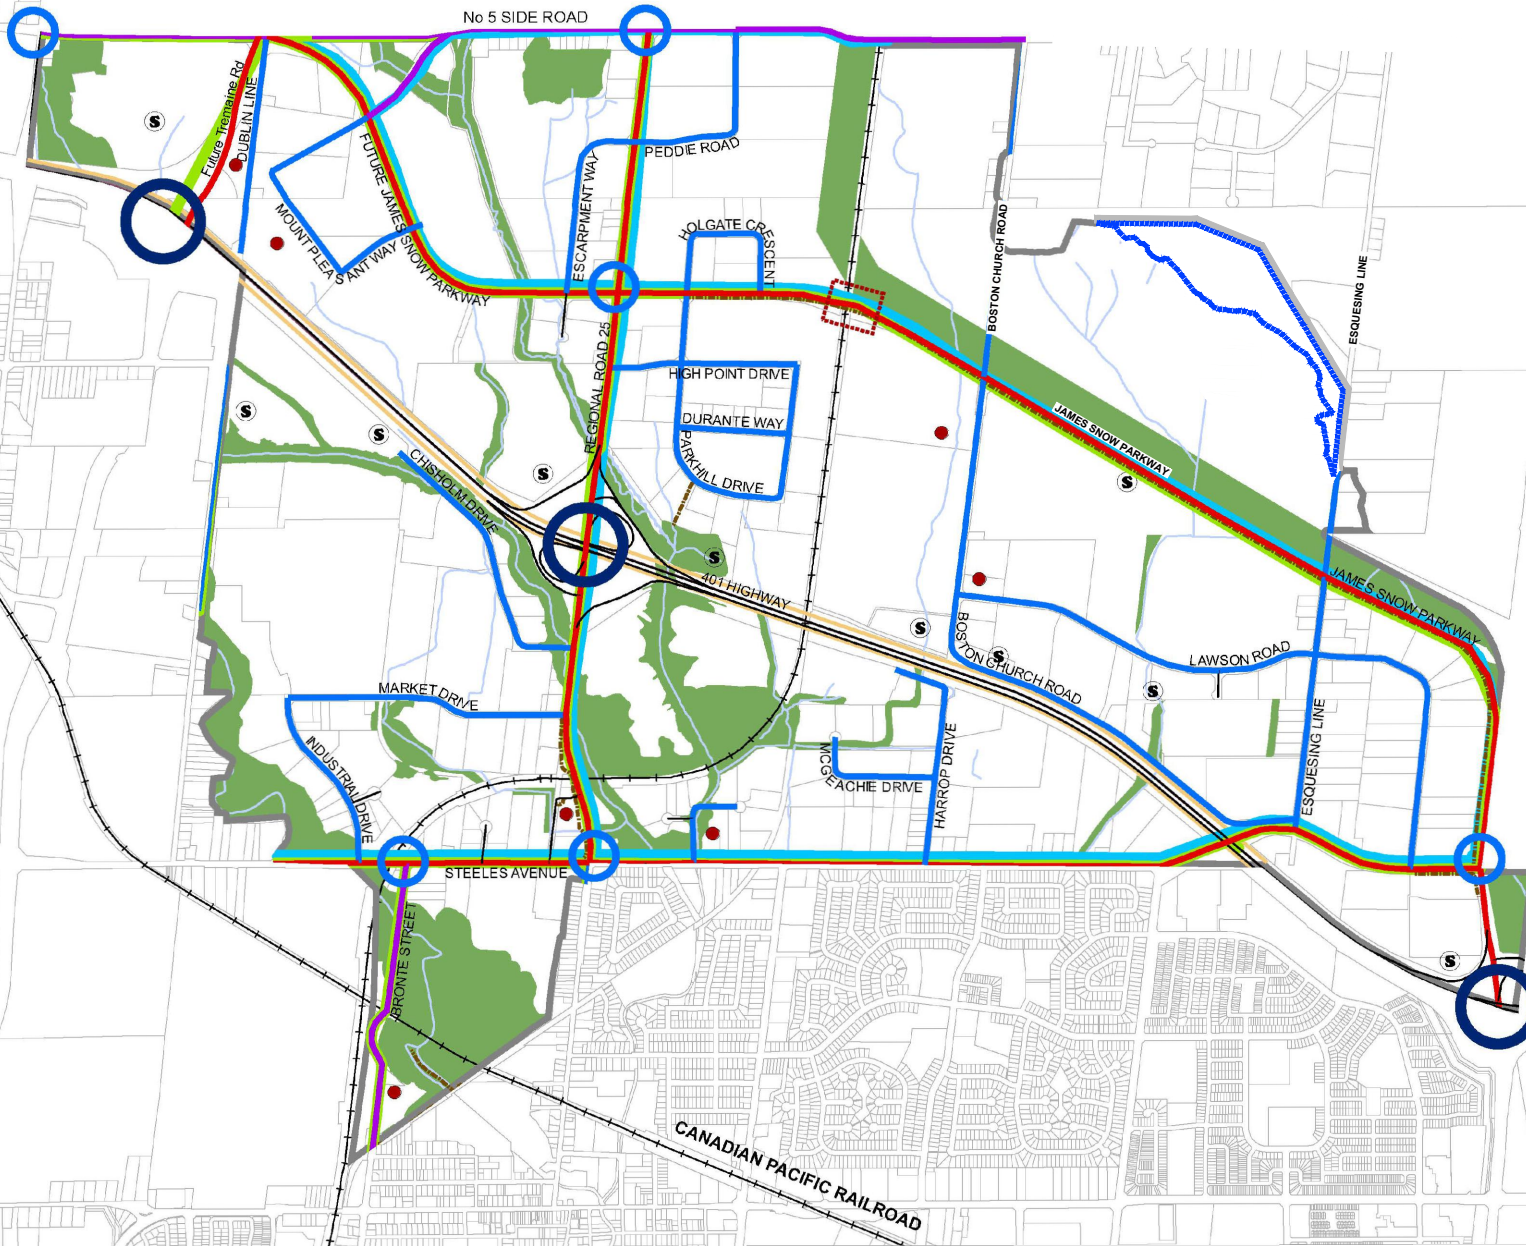 No 5 SIDE ROAD
Future Tremaine Rd
DUBLIN LINE
S
FUTURE JAMES SNOW PARKWAY
PEDDIE ROAD
ESCARPMENT WAY
MOUNT PLEASANT WAY
HOLGATE CRESCENT
BOSTON CHURCH ROAD
ESQUESING LINE
REGIONAL ROAD 25
HIGH POINT DRIVE
S
DURANTE WAY
JAMES SNOW PARKWAY
S
PARKHILL DRIVE
CHISHOLM DRIVE
S
S
S
401 HIGHWAY
JAMES SNOW PARKWAY
S
BOSTON CHURCH ROAD
S
LAWSON ROAD
S
MARKET DRIVE
ESQUESING LINE
INDUSTRIAL DRIVE
MCGEACHIE DRIVE
HARROP DRIVE
STEELES AVENUE
BRONTE STREET
S
CANADIAN PACIFIC RAILROAD